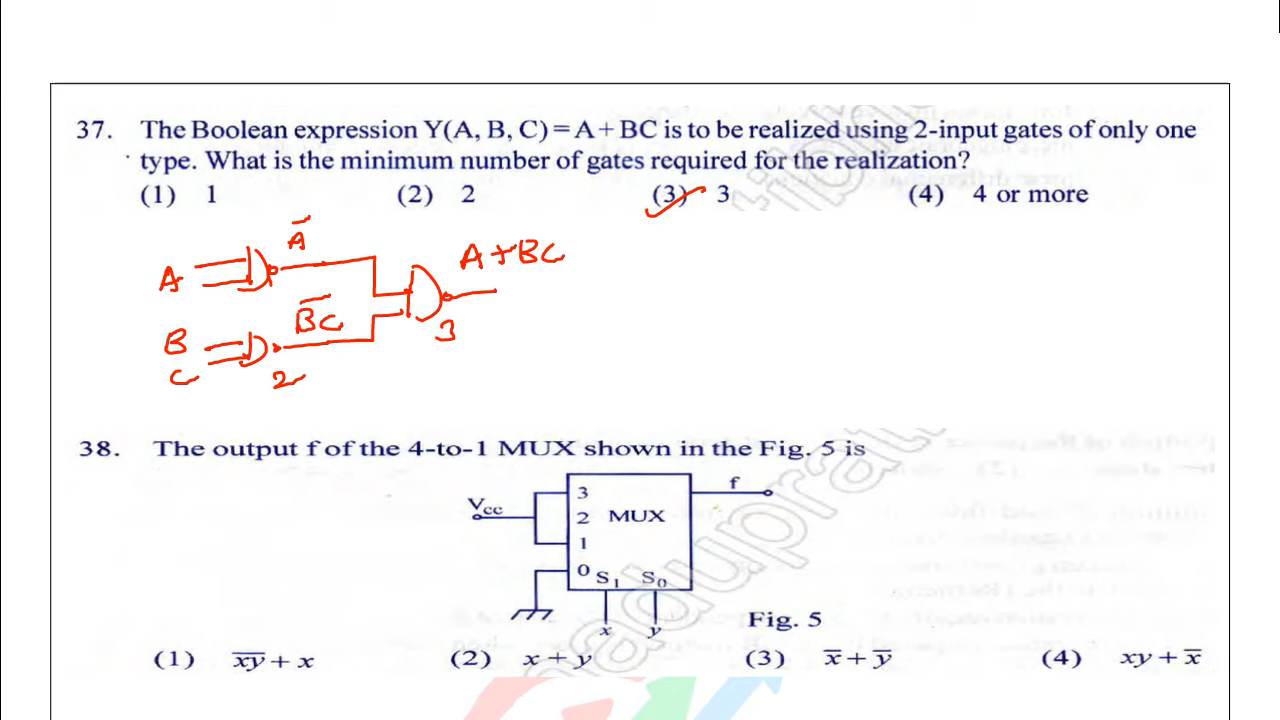 37. The Boolean expression Y(A, B, C) = A + BC is to be realized using 2-input gates of only one
type. What is the minimum number of gates required for the realization?
(1) 1 (2) 2 (3) 3 (4) 4 or more
A
A̅
A + BC
B
C
B̅C̅
2
3
38. The output f of the 4-to-1 MUX shown in the Fig. 5 is
Vcc
3
2 MUX
1
0 S₁ S₀
f
x y
Fig. 5
(1) x̅y̅ + x (2) x + y (3) x̅ + y̅ (4) xy + x̅